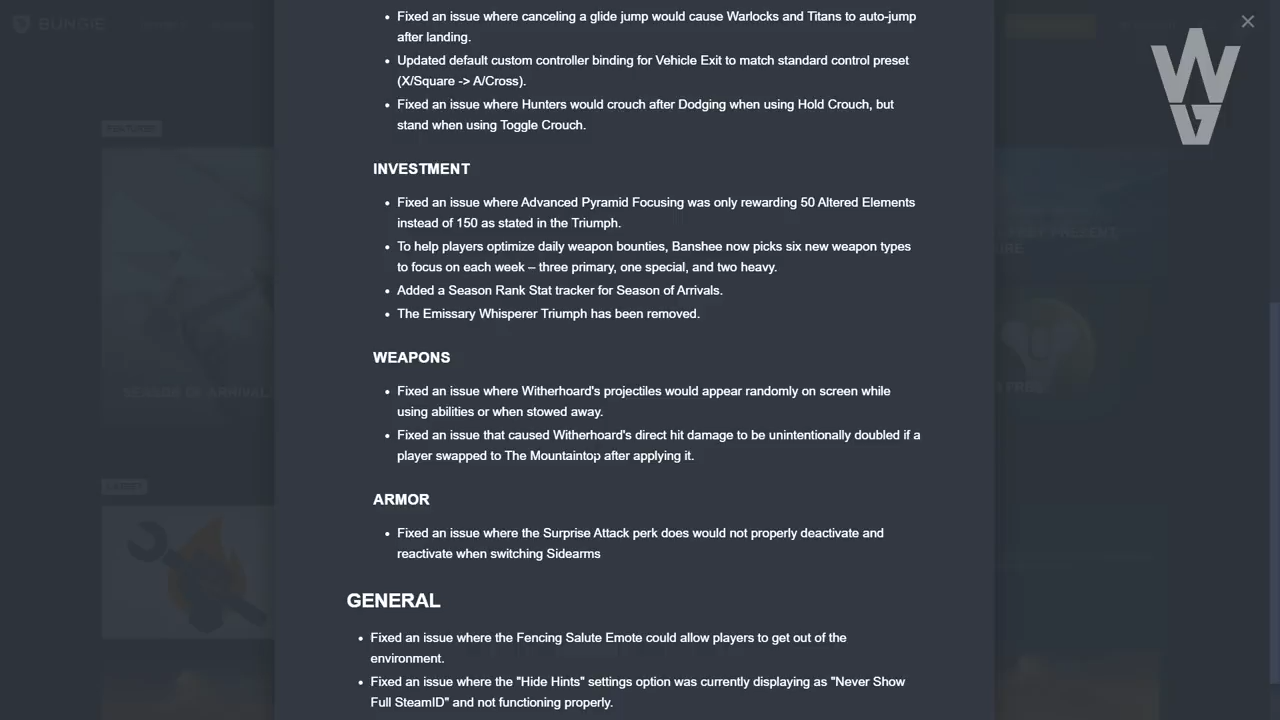 BUNGIE
Fixed an issue where canceling a glide jump would cause Warlocks and Titans to auto-jump
after landing.
Updated default custom controller binding for Vehicle Exit to match standard control preset
(X/Square -> A/Cross).
Fixed an issue where Hunters would crouch after Dodging when using Hold Crouch, but
stand when using Toggle Crouch.
FEATURED
INVESTMENT
Fixed an issue where Advanced Pyramid Focusing was only rewarding 50 Altered Elements
instead of 150 as stated in the Triumph.
To help players optimize daily weapon bounties, Banshee now picks six new weapon types
to focus on each week – three primary, one special, and two heavy.
Added a Season Rank Stat tracker for Season of Arrivals.
The Emissary Whisperer Triumph has been removed.
WEAPONS
Fixed an issue where Witherhoard's projectiles would appear randomly on screen while
using abilities or when stowed away.
Fixed an issue that caused Witherhoard's direct hit damage to be unintentionally doubled if a
player swapped to The Mountaintop after applying it.
ARMOR
Fixed an issue where the Surprise Attack perk does would not properly deactivate and
reactivate when switching Sidearms
GENERAL
Fixed an issue where the Fencing Salute Emote could allow players to get out of the
environment.
Fixed an issue where the "Hide Hints" settings option was currently displaying as "Never Show
Full SteamID" and not functioning properly.